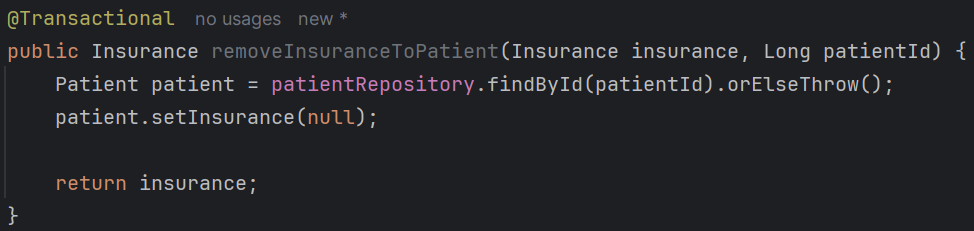 @Transactional no usages new *
public Insurance removeInsuranceToPatient(Insurance insurance, Long patientId) {
    Patient patient = patientRepository.findById(patientId).orElseThrow();
    patient.setInsurance(null);
    return insurance;
}